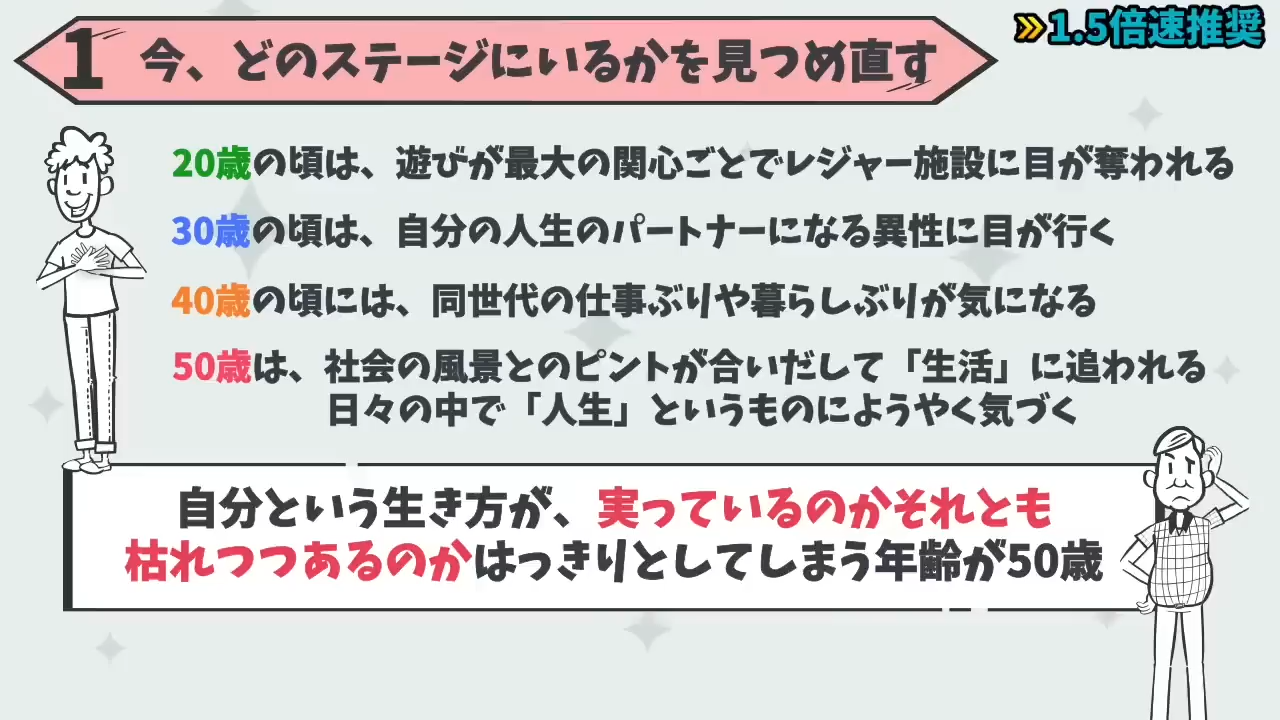 1 今、どのステージにいるかを見つめ直す
1.5倍速推奨
20歳の頃は、遊びが最大の関心ごとでレジャー施設に目が奪われる
30歳の頃は、自分の人生のパートナーになる異性に目が行く
40歳の頃には、同世代の仕事ぶりや暮らしぶりが気になる
50歳は、社会の風景とのピントが合いだして「生活」に追われる
日々の中で「人生」というものにようやく気づく
自分という生き方が、実っているのかそれとも
枯れつつあるのかはっきりとしてしまう年齢が50歳